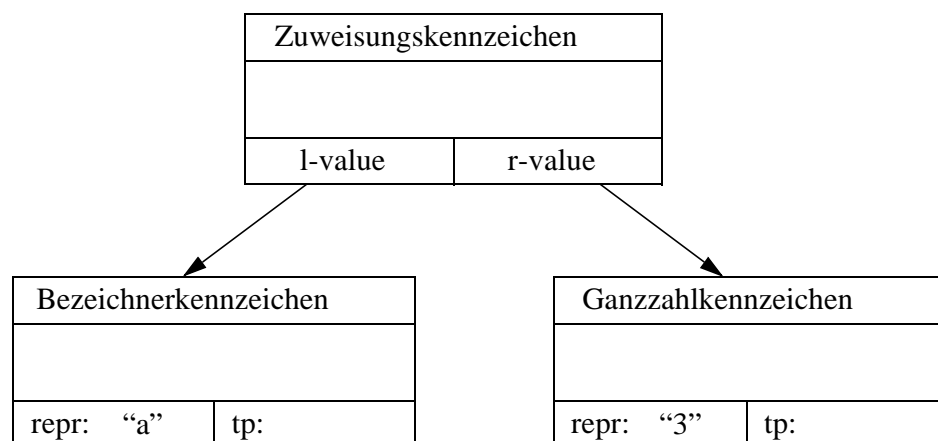 Zuweisungskennzeichen
l-value r-value
Bezeichnerkennzeichen Ganzzahlkennzeichen
repr: “a” tp: repr: “3” tp: